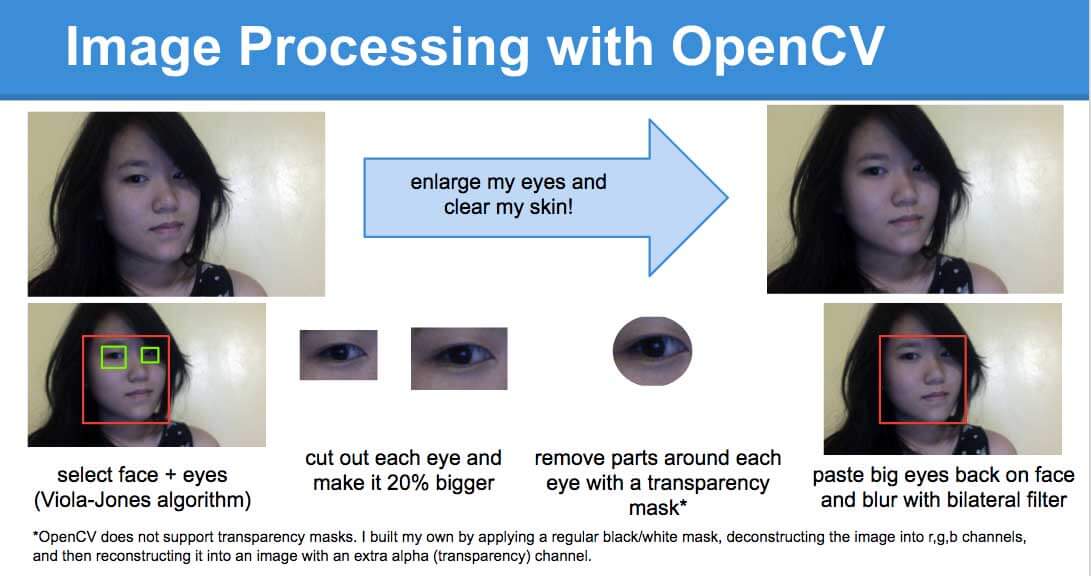 Image Processing with OpenCV
enlarge my eyes and
clear my skin!
select face + eyes
(Viola-Jones algorithm)
cut out each eye and
make it 20% bigger
remove parts around each
eye with a transparency
mask*
paste big eyes back on face
and blur with bilateral filter
*OpenCV does not support transparency masks. I built my own by applying a regular black/white mask, deconstructing the image into r,g,b channels,
and then reconstructing it into an image with an extra alpha (transparency) channel.